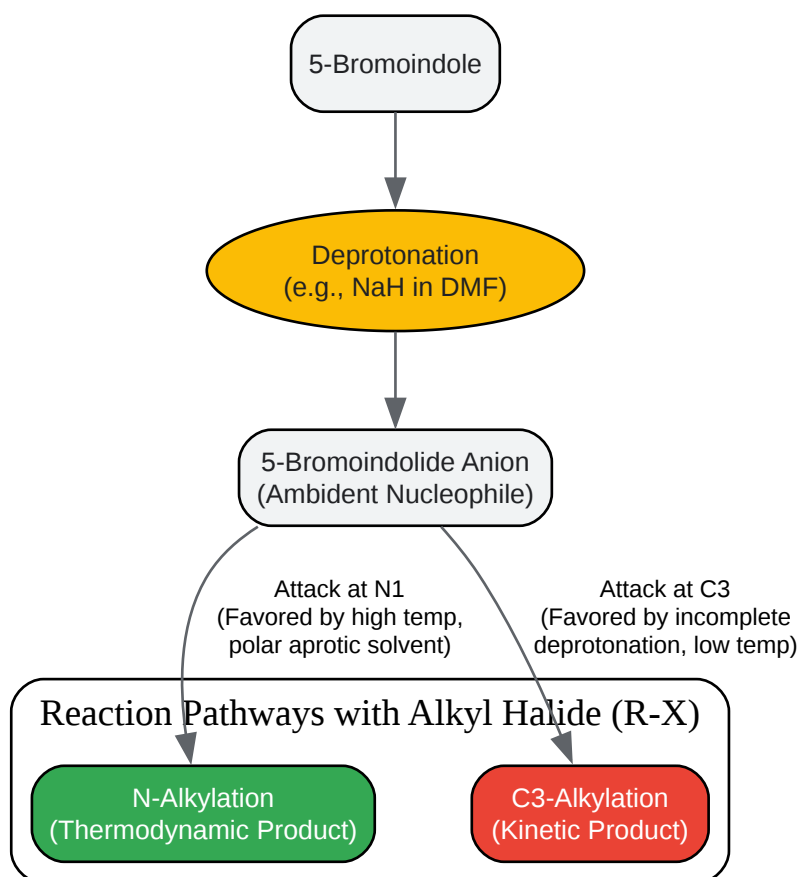 5-Bromoindole
Deprotonation
(e.g., NaH in DMF)
5-Bromoindolide Anion
(Ambident Nucleophile)
Attack at N1
(Favored by high temp,
polar aprotic solvent)
Attack at C3
(Favored by incomplete
deprotonation, low temp)
Reaction Pathways with Alkyl Halide (R-X)
N-Alkylation
(Thermodynamic Product)
C3-Alkylation
(Kinetic Product)